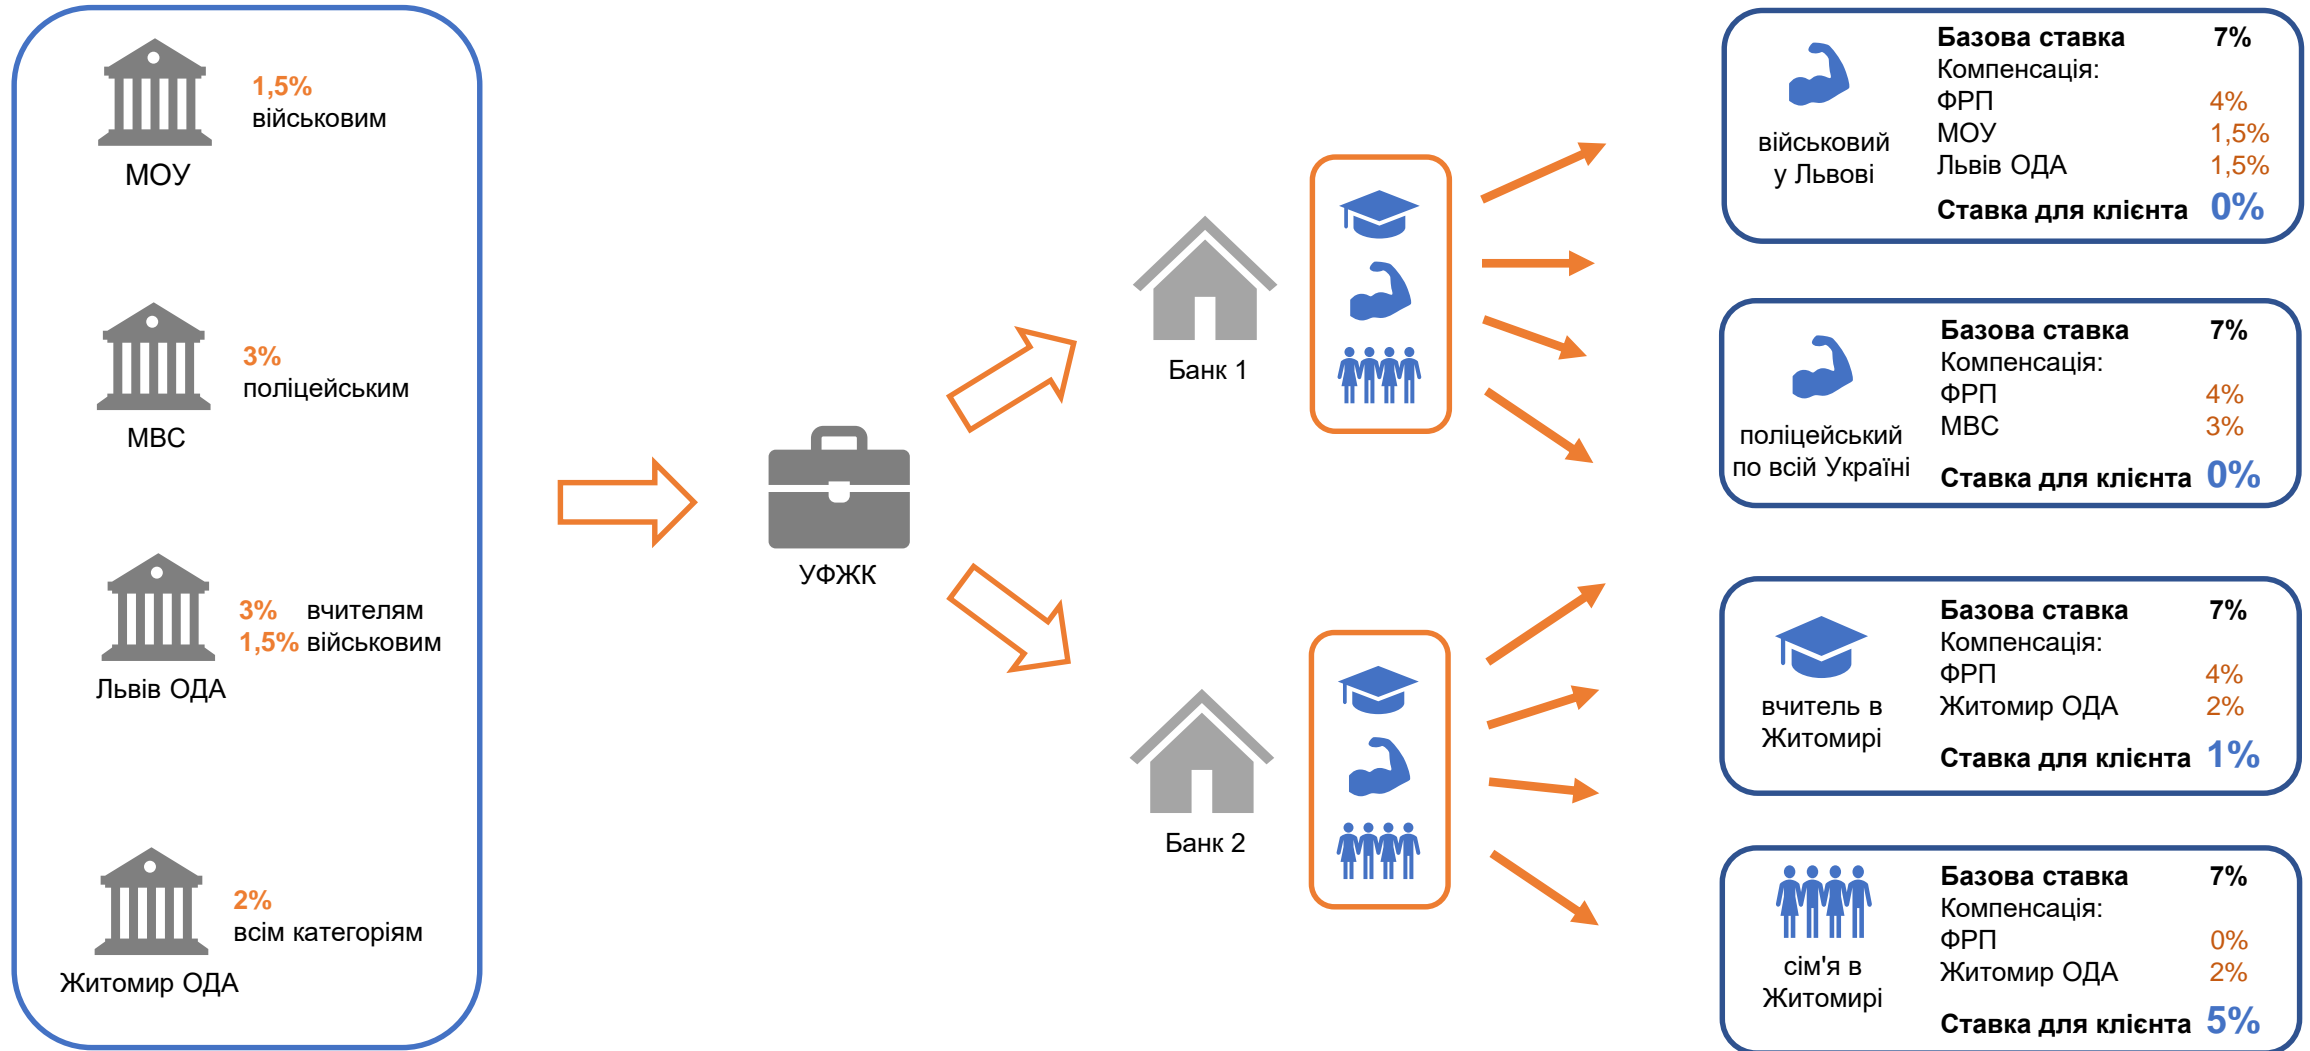 1,5%
військовим
МОУ
3%
поліцейським
МВС
3% вчителям
1,5% військовим
Львів ОДА
2%
всім категоріям
Житомир ОДА
УФЖК
Банк 1
Банк 2
військовий
у Львові
Базова ставка 7%
Компенсація:
ФРП 4%
МОУ 1,5%
Львів ОДА 1,5%
Ставка для клієнта 0%
поліцейський
по всій Україні
Базова ставка 7%
Компенсація:
ФРП 4%
МВС 3%
Ставка для клієнта 0%
вчитель в
Житомирі
Базова ставка 7%
Компенсація:
ФРП 4%
Житомир ОДА 2%
Ставка для клієнта 1%
сім'я в
Житомирі
Базова ставка 7%
Компенсація:
ФРП 0%
Житомир ОДА 2%
Ставка для клієнта 5%